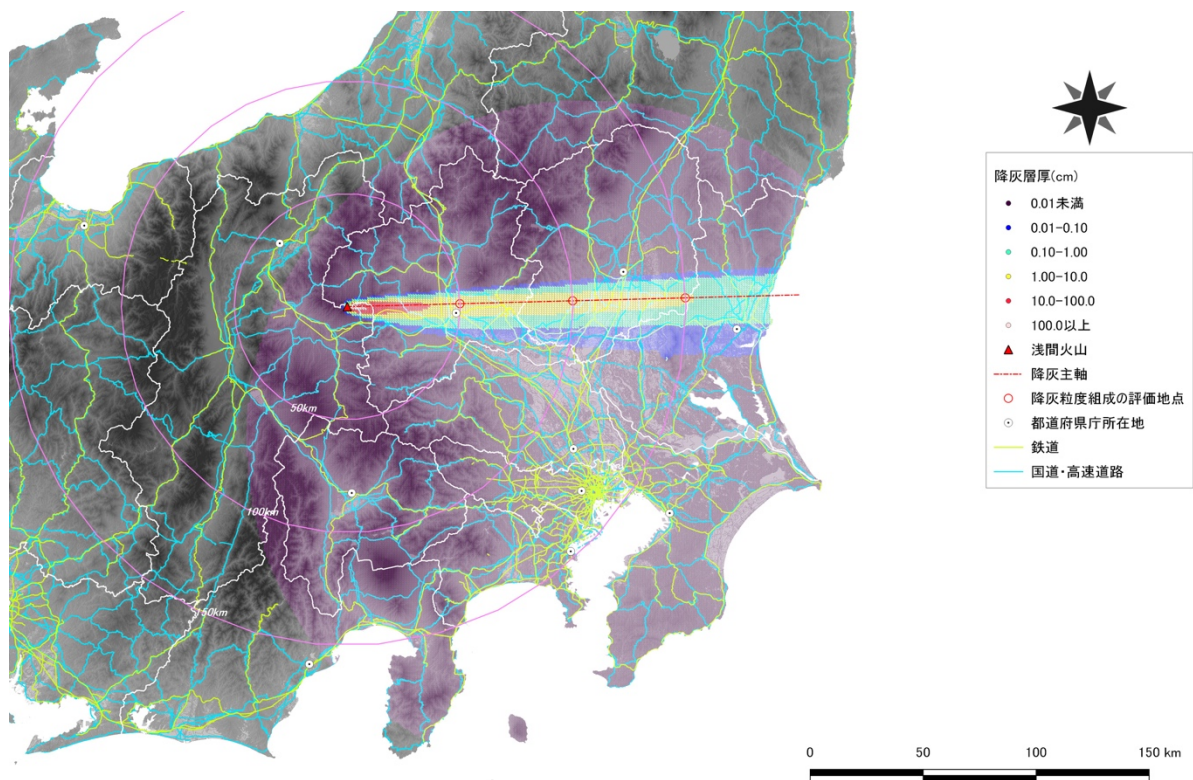 降灰層厚(cm)
0.01未満
0.01-0.10
0.10-1.00
1.00-10.0
10.0-100.0
100.0以上
浅間火山
降灰主軸
降灰粒度組成の評価地点
都道府県庁所在地
鉄道
国道・高速道路
50km
100km
150km
0 50 100 150 km